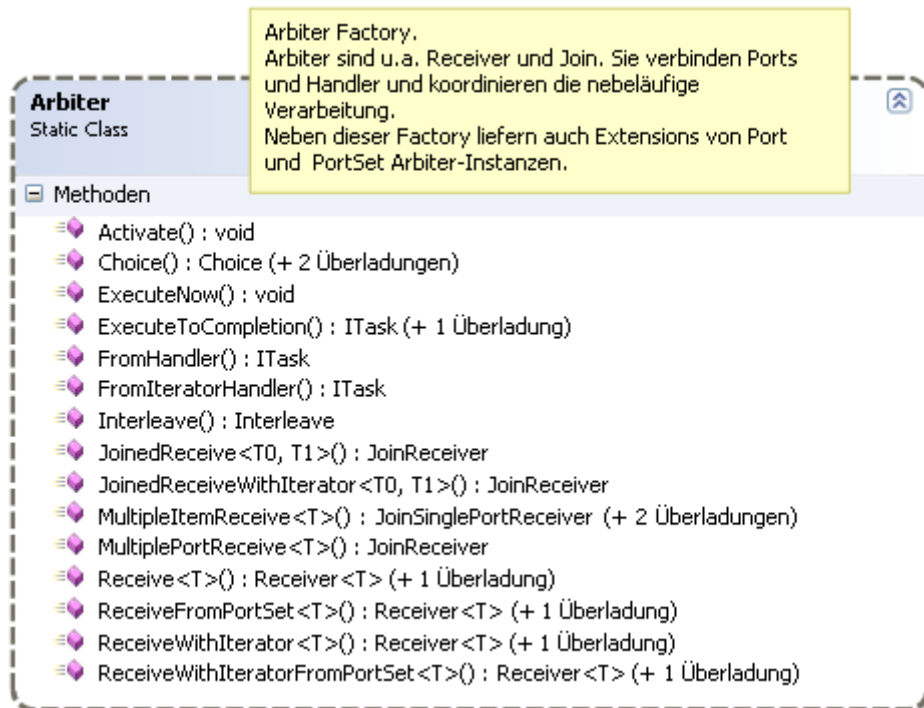 Arbiter Factory.
Arbiter sind u.a. Receiver und Join. Sie verbinden Ports
und Handler und koordinieren die nebeläufige
Verarbeitung.
Neben dieser Factory liefern auch Extensions von Port
und PortSet Arbiter-Instanzen.
Arbiter
Static Class
Methoden
Activate() : void
Choice() : Choice (+ 2 Überladungen)
ExecuteNow() : void
ExecuteToCompletion() : ITask (+ 1 Überladung)
FromHandler() : ITask
FromIteratorHandler() : ITask
Interleave() : Interleave
JoinedReceive<T0, T1>() : JoinReceiver
JoinedReceiveWithIterator<T0, T1>() : JoinReceiver
MultipleItemReceive<T>() : JoinSinglePortReceiver (+ 2 Überladungen)
MultiplePortReceive<T>() : JoinReceiver
Receive<T>() : Receiver<T> (+ 1 Überladung)
ReceiveFromPortSet<T>() : Receiver<T> (+ 1 Überladung)
ReceiveWithIterator<T>() : Receiver<T> (+ 1 Überladung)
ReceiveWithIteratorFromPortSet<T>() : Receiver<T> (+ 1 Überladung)